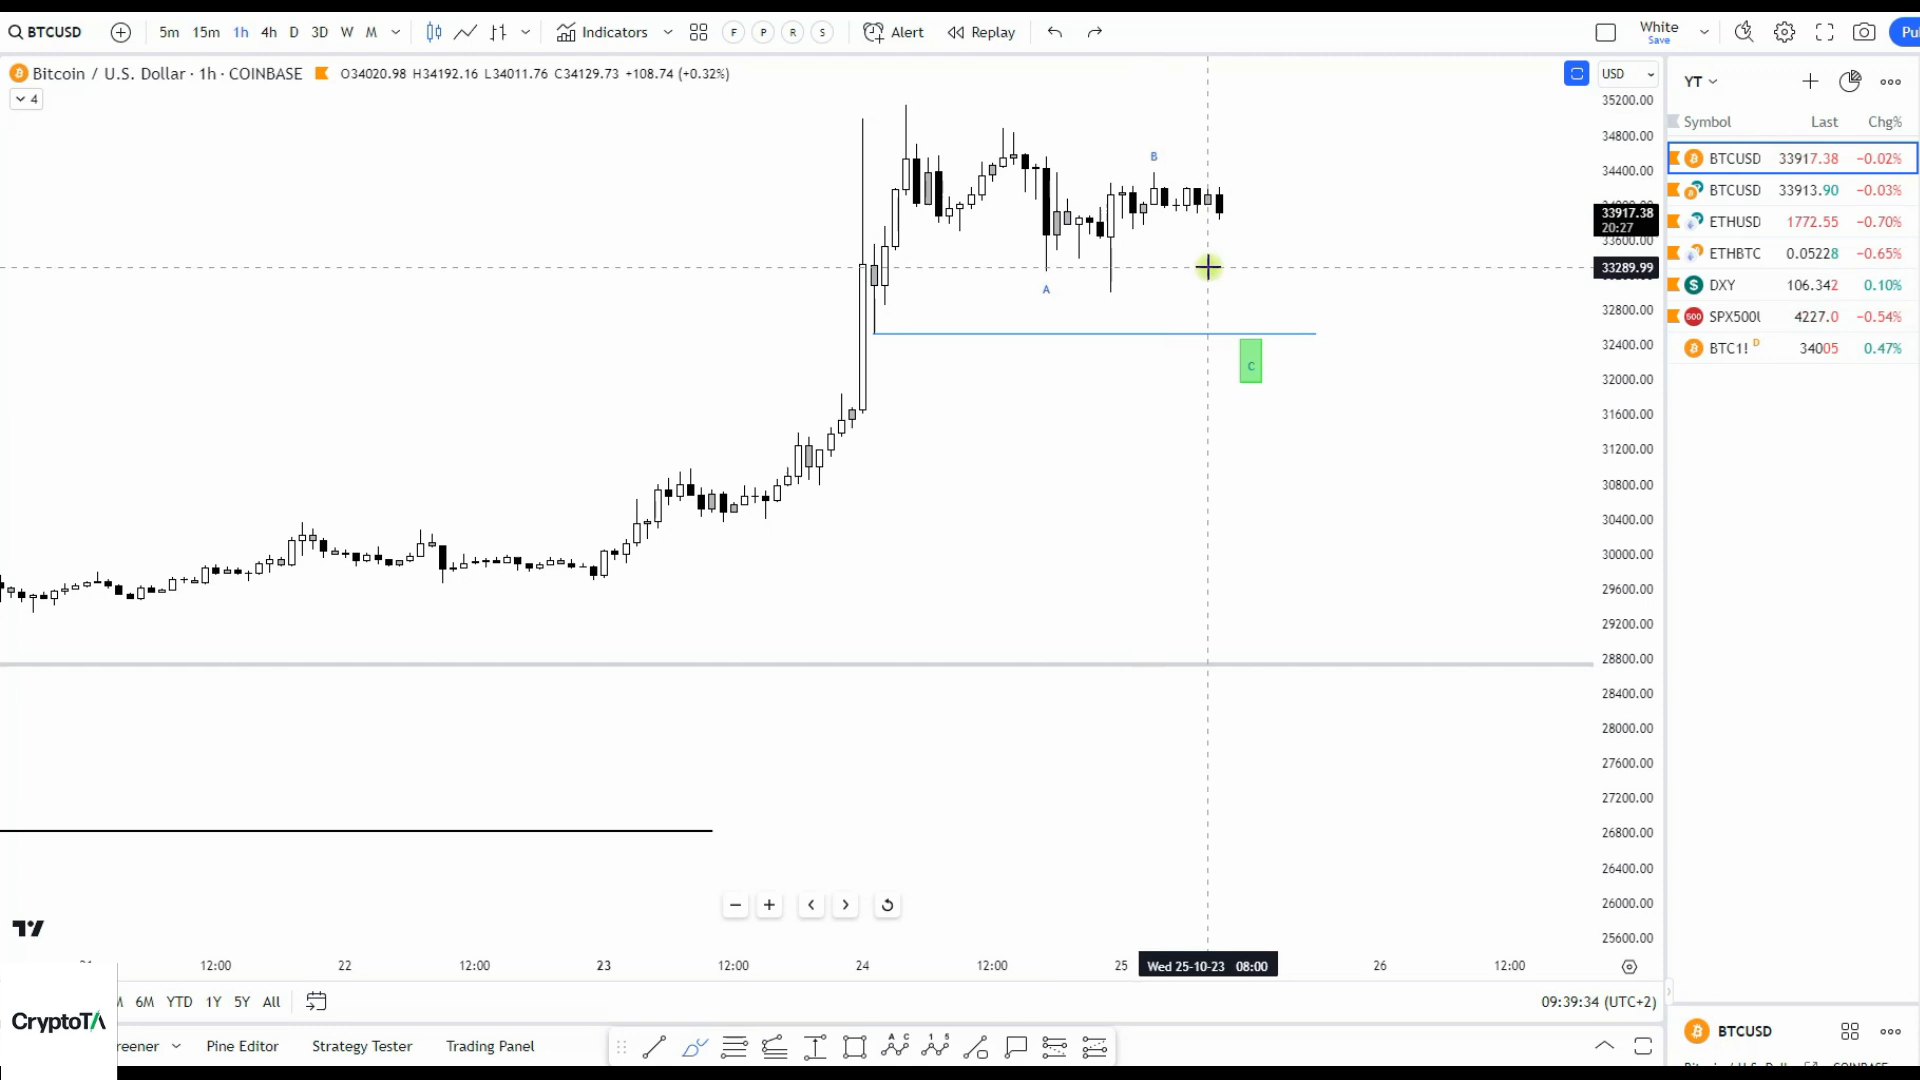 BTCUSD 5m 15m 1h 4h D 3D W M Indicators F P R S Alert Replay White Save Pul
Bitcoin / U.S. Dollar · 1h · COINBASE O34020.98 H34192.16 L34011.76 C34129.73 +108.74 (+0.32%)
4
USD
35200.00
34800.00
34400.00
33917.38
20:27
33600.00
33289.99
32800.00
32400.00
32000.00
31600.00
31200.00
30800.00
30400.00
30000.00
29600.00
29200.00
28800.00
28400.00
28000.00
27600.00
27200.00
26800.00
26400.00
26000.00
25600.00
B
A
C
12:00 22 12:00 23 12:00 24 12:00 25 Wed 25-10-23 08:00 26 12:00
6M YTD 1Y 5Y All
09:39:34 (UTC+2)
CryptoTA
reener Pine Editor Strategy Tester Trading Panel
A C
1 5
YT
Symbol Last Chg%
BTCUSD 33917.38 −0.02%
BTCUSD 33913.90 −0.03%
ETHUSD 1772.55 −0.70%
ETHBTC 0.05228 −0.65%
DXY 106.342 0.10%
500 SPX500U 4227.0 −0.54%
BTC1! D 34005 0.47%
BTCUSD